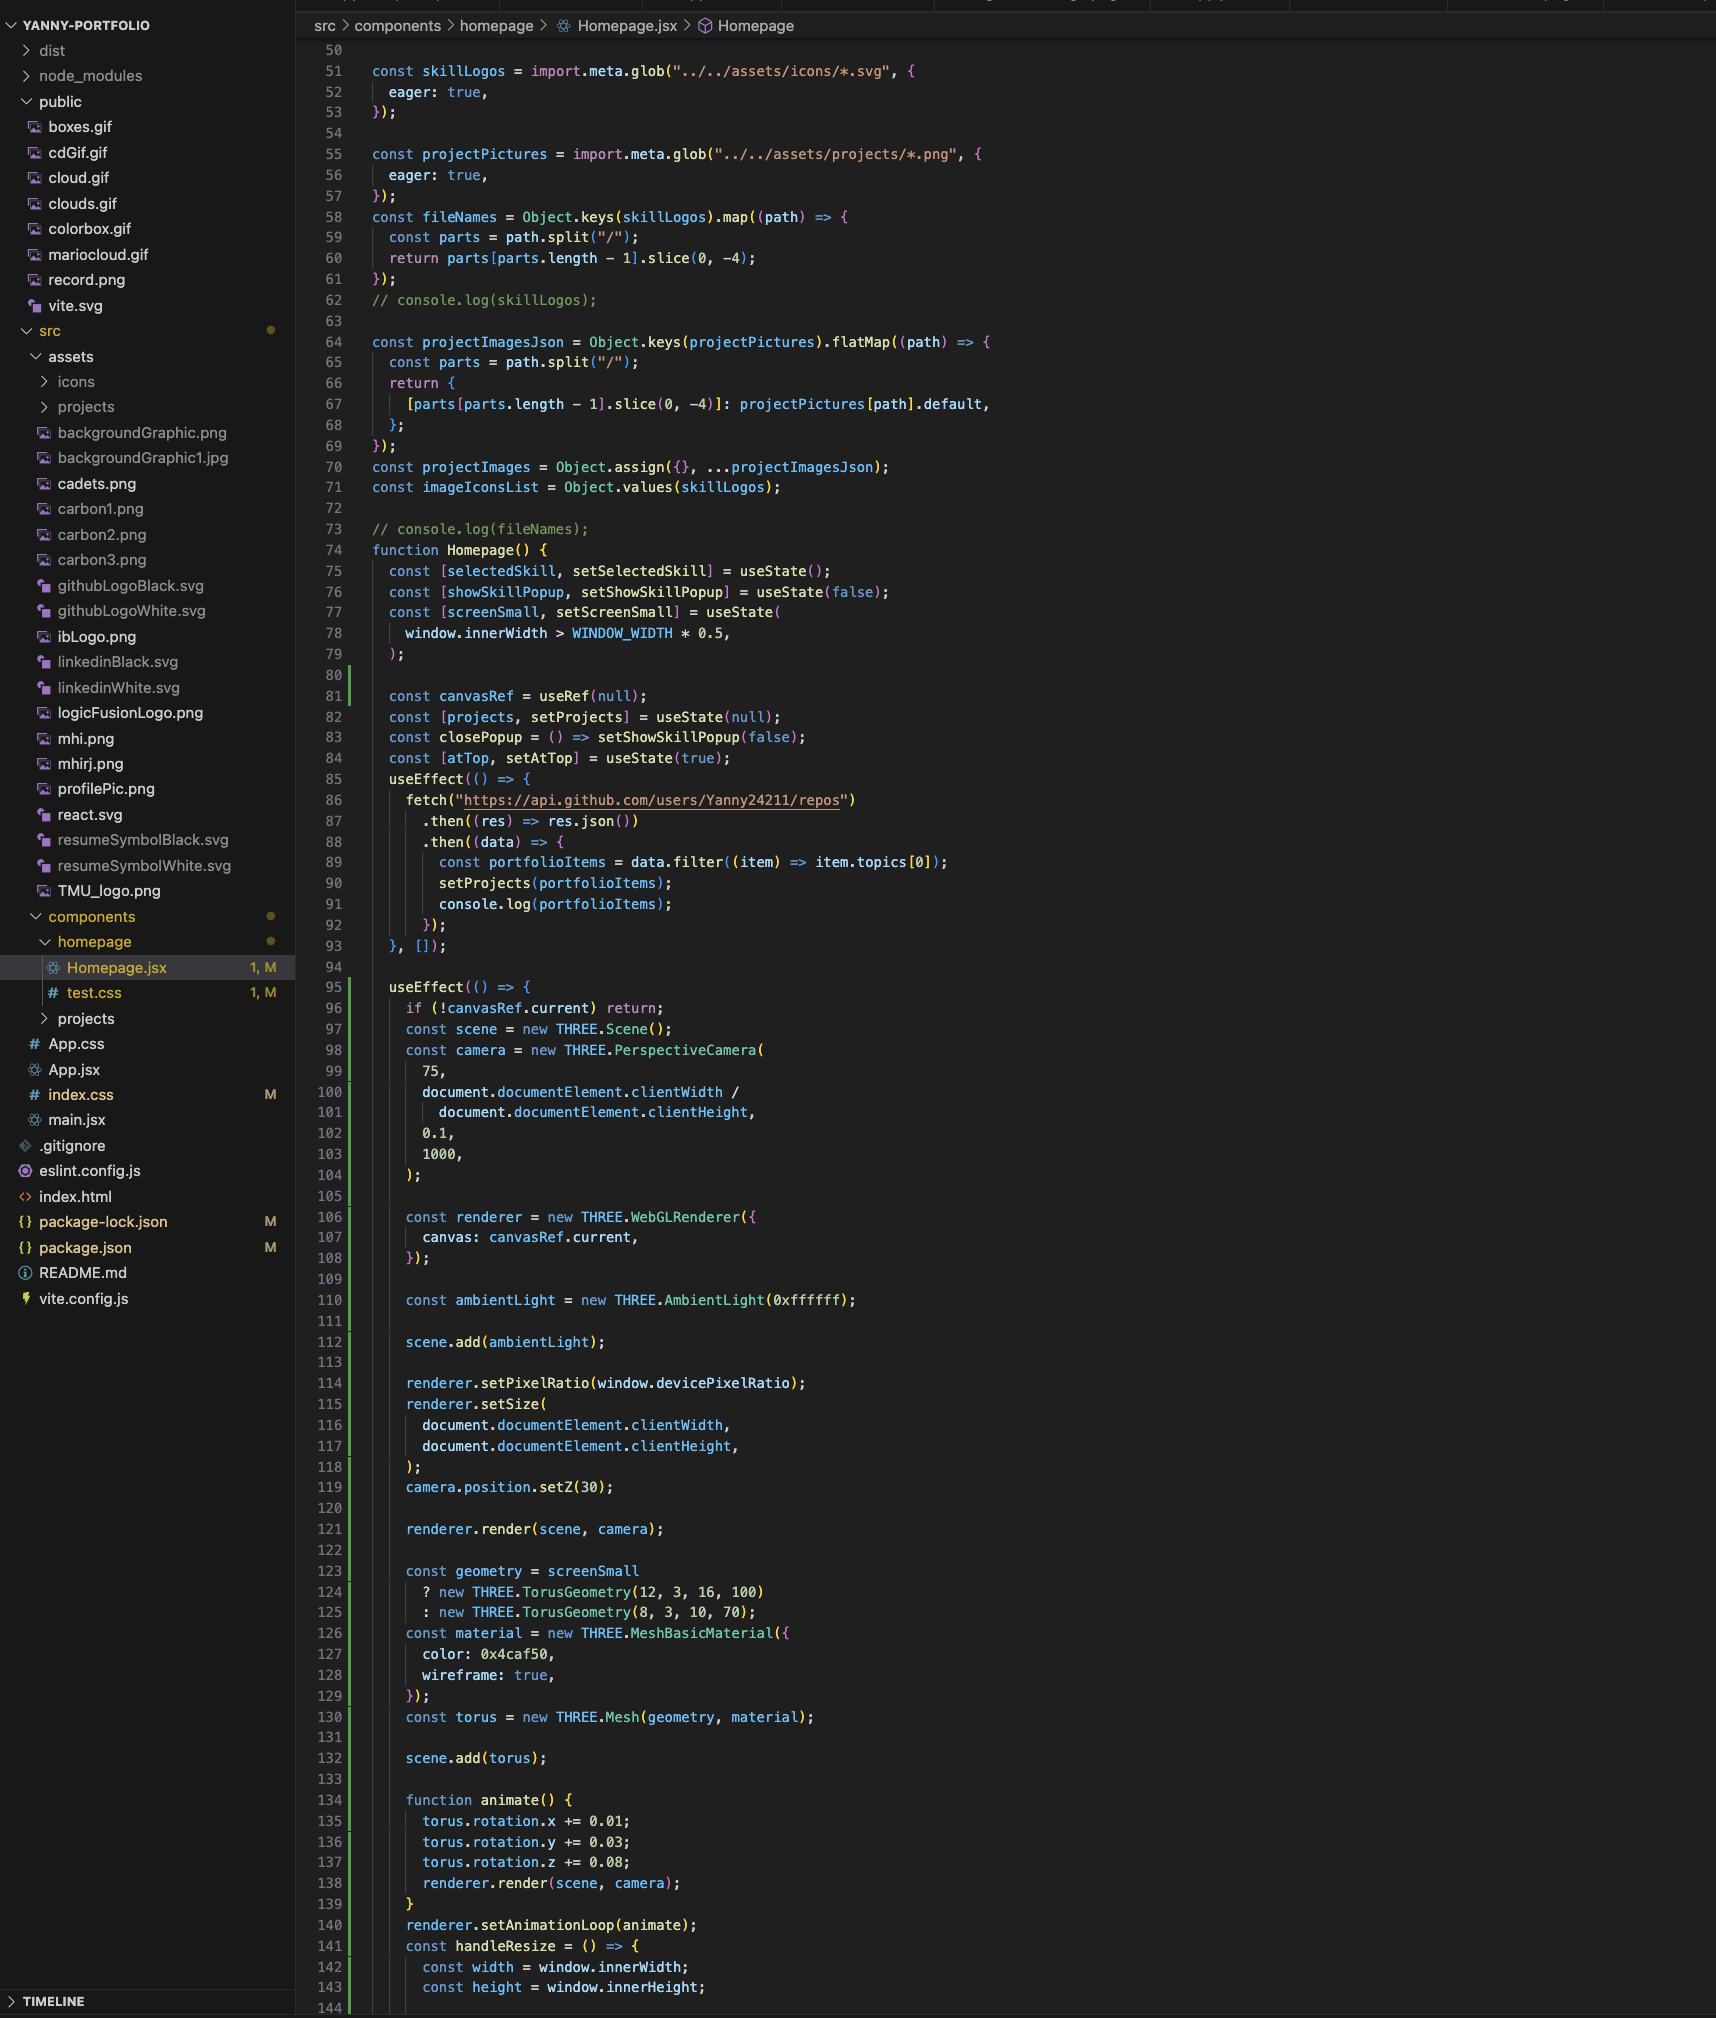 YANNY-PORTFOLIO
dist
node_modules
public
boxes.gif
cdGif.gif
cloud.gif
clouds.gif
colorbox.gif
mariocloud.gif
record.png
vite.svg
src
assets
icons
projects
backgroundGraphic.png
backgroundGraphic1.jpg
cadets.png
carbon1.png
carbon2.png
carbon3.png
githubLogoBlack.svg
githubLogoWhite.svg
ibLogo.png
linkedinBlack.svg
linkedinWhite.svg
logicFusionLogo.png
mhi.png
mhirj.png
profilePic.png
react.svg
resumeSymbolBlack.svg
resumeSymbolWhite.svg
TMU_logo.png
components
homepage
Homepage.jsx 1, M
test.css 1, M
projects
App.css
App.jsx
index.css M
main.jsx
.gitignore
eslint.config.js
index.html
package-lock.json M
package.json M
README.md
vite.config.js
TIMELINE
src > components > homepage > Homepage.jsx > Homepage
50
51 const skillLogos = import.meta.glob("../../assets/icons/*.svg", {
52 eager: true,
53 });
54
55 const projectPictures = import.meta.glob("../../assets/projects/*.png", {
56 eager: true,
57 });
58 const fileNames = Object.keys(skillLogos).map((path) => {
59 const parts = path.split("/");
60 return parts[parts.length - 1].slice(0, -4);
61 });
62 // console.log(skillLogos);
63
64 const projectImagesJson = Object.keys(projectPictures).flatMap((path) => {
65 const parts = path.split("/");
66 return {
67 [parts[parts.length - 1].slice(0, -4)]: projectPictures[path].default,
68 };
69 });
70 const projectImages = Object.assign({}, ...projectImagesJson);
71 const imageIconsList = Object.values(skillLogos);
72
73 // console.log(fileNames);
74 function Homepage() {
75 const [selectedSkill, setSelectedSkill] = useState();
76 const [showSkillPopup, setShowSkillPopup] = useState(false);
77 const [screenSmall, setScreenSmall] = useState(
78 window.innerWidth > WINDOW_WIDTH * 0.5,
79 );
80
81 const canvasRef = useRef(null);
82 const [projects, setProjects] = useState(null);
83 const closePopup = () => setShowSkillPopup(false);
84 const [atTop, setAtTop] = useState(true);
85 useEffect(() => {
86 fetch("https://api.github.com/users/Yanny24211/repos")
87 .then((res) => res.json())
88 .then((data) => {
89 const portfolioItems = data.filter((item) => item.topics[0]);
90 setProjects(portfolioItems);
91 console.log(portfolioItems);
92 });
93 }, []);
94
95 useEffect(() => {
96 if (!canvasRef.current) return;
97 const scene = new THREE.Scene();
98 const camera = new THREE.PerspectiveCamera(
99 75,
100 document.documentElement.clientWidth /
101 document.documentElement.clientHeight,
102 0.1,
103 1000,
104 );
105
106 const renderer = new THREE.WebGLRenderer({
107 canvas: canvasRef.current,
108 });
109
110 const ambientLight = new THREE.AmbientLight(0xffffff);
111
112 scene.add(ambientLight);
113
114 renderer.setPixelRatio(window.devicePixelRatio);
115 renderer.setSize(
116 document.documentElement.clientWidth,
117 document.documentElement.clientHeight,
118 );
119 camera.position.setZ(30);
120
121 renderer.render(scene, camera);
122
123 const geometry = screenSmall
124 ? new THREE.TorusGeometry(12, 3, 16, 100)
125 : new THREE.TorusGeometry(8, 3, 10, 70);
126 const material = new THREE.MeshBasicMaterial({
127 color: 0x4caf50,
128 wireframe: true,
129 });
130 const torus = new THREE.Mesh(geometry, material);
131
132 scene.add(torus);
133
134 function animate() {
135 torus.rotation.x += 0.01;
136 torus.rotation.y += 0.03;
137 torus.rotation.z += 0.08;
138 renderer.render(scene, camera);
139 }
140 renderer.setAnimationLoop(animate);
141 const handleResize = () => {
142 const width = window.innerWidth;
143 const height = window.innerHeight;
144